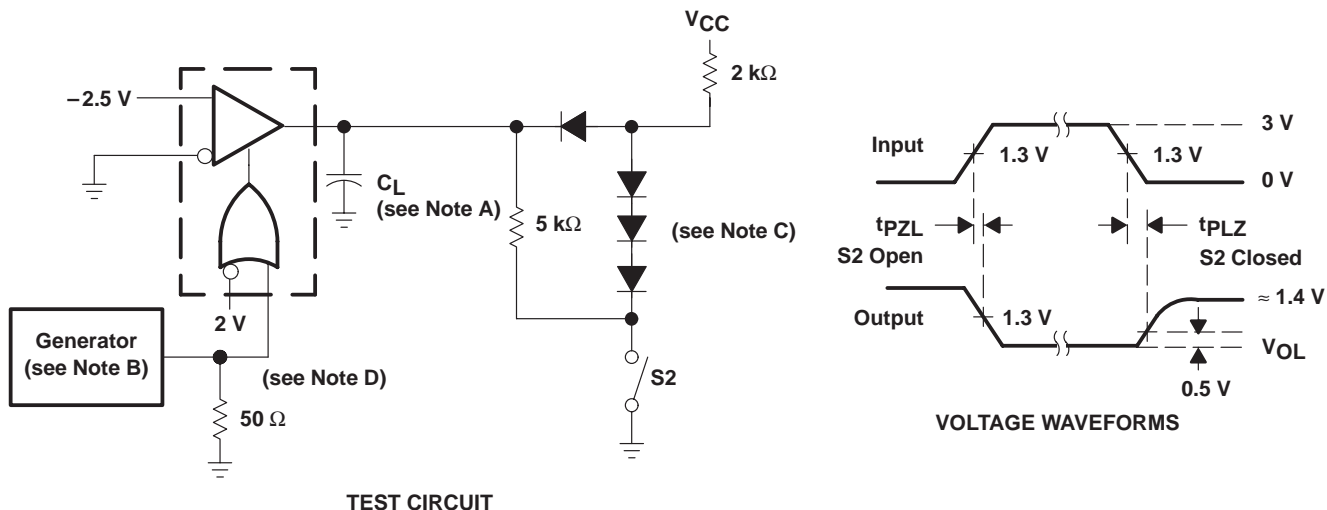 VCC
2 kΩ
−2.5 V
CL
(see Note A)
5 kΩ
(see Note C)
2 V
Generator
(see Note B)
(see Note D)
50 Ω
S2
TEST CIRCUIT
3 V
Input
1.3 V
1.3 V
0 V
tPZL
tPLZ
S2 Open
S2 Closed
≈ 1.4 V
Output
1.3 V
VOL
0.5 V
VOLTAGE WAVEFORMS